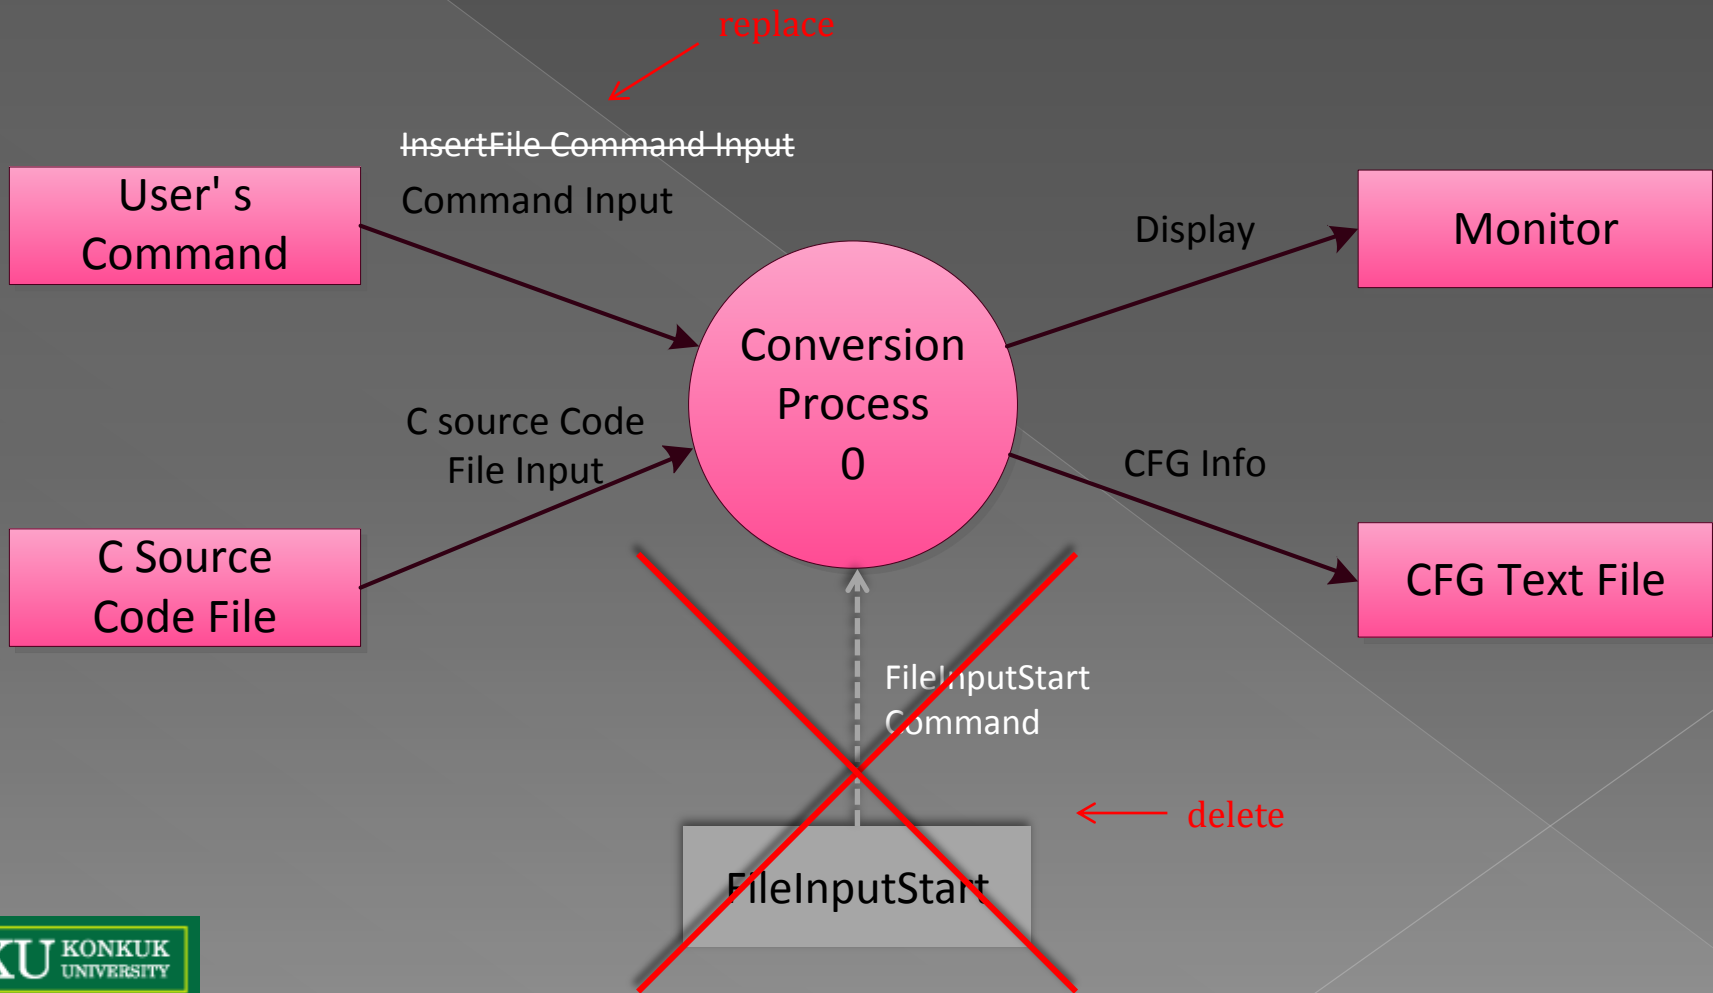 replace
InsertFile Command Input
Command Input
User' s
Command
Display
Monitor
Conversion
Process
0
C source Code
File Input
CFG Info
C Source
Code File
CFG Text File
FileInputStart
Command
delete
FileInputStart
KU KONKUK
UNIVERSITY